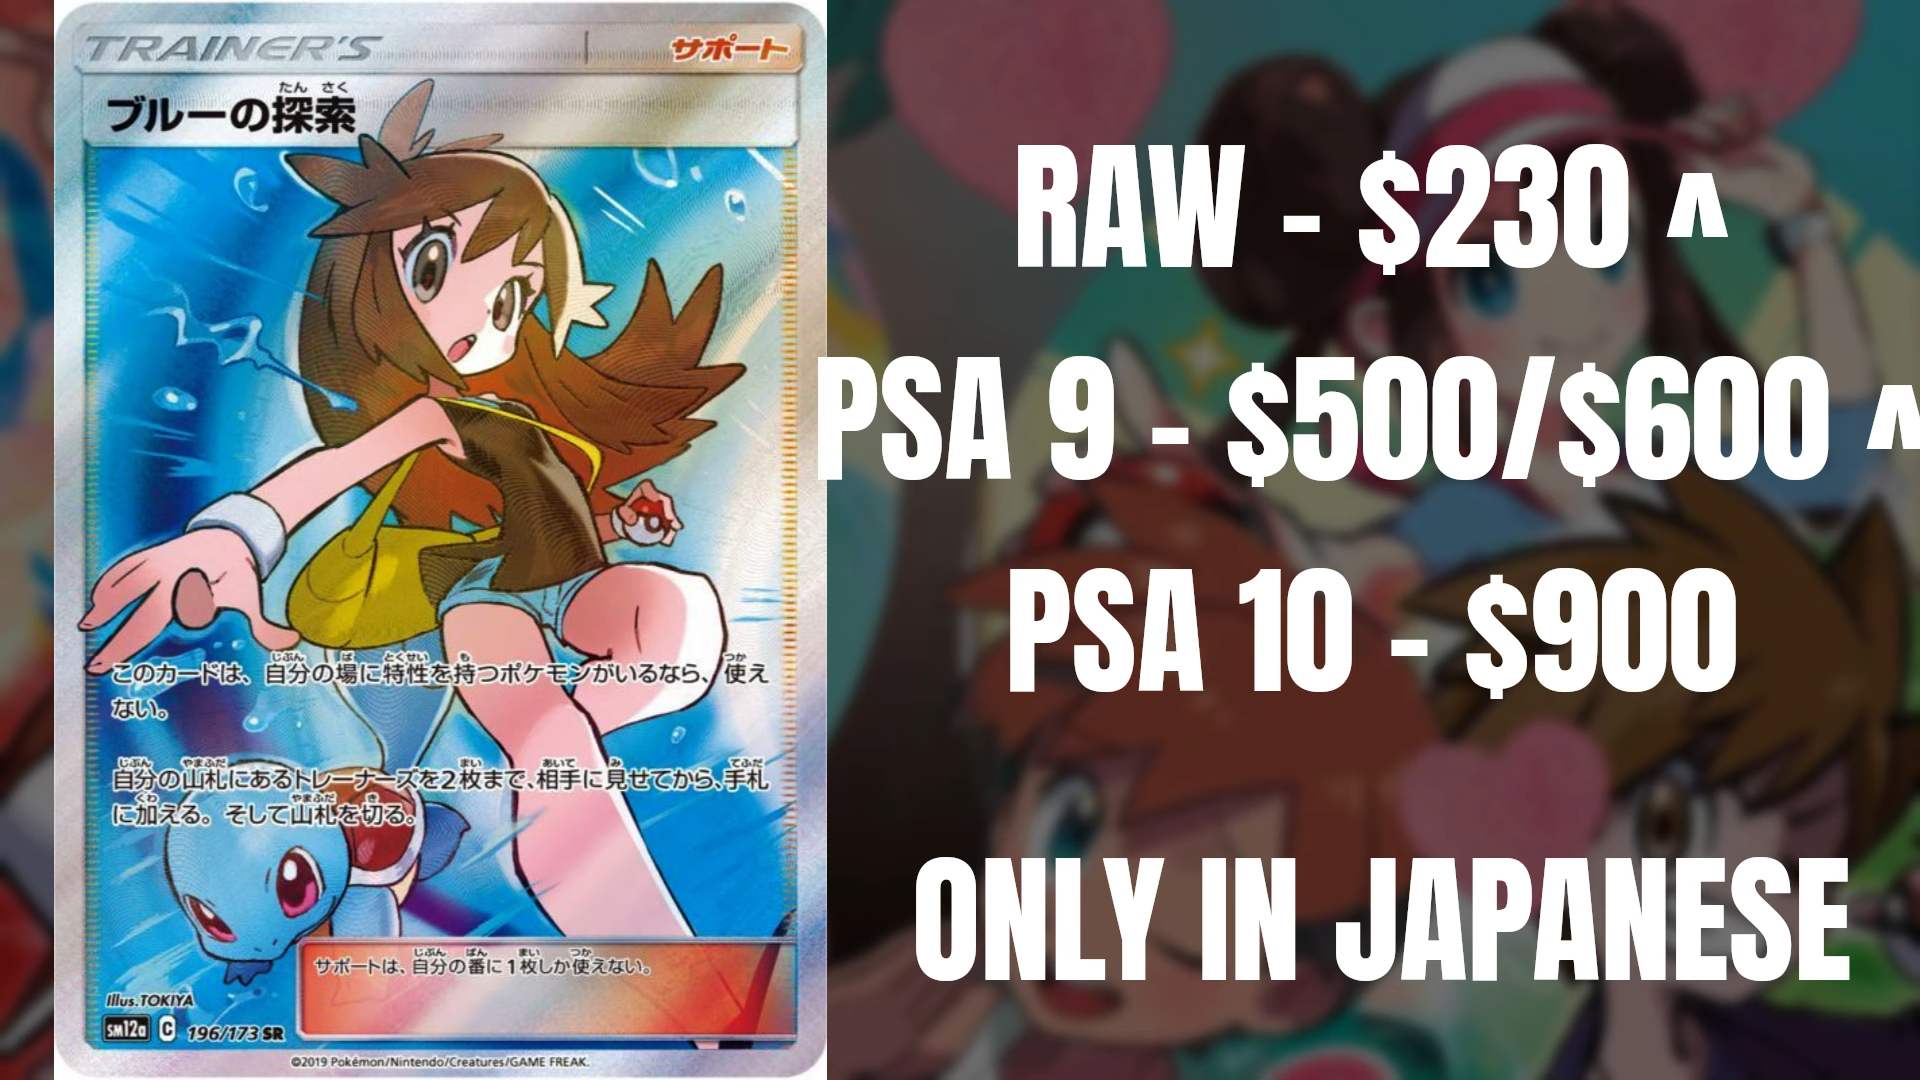 TRAINER'S サポート
たん さく
ブルーの探索
じぶん ば とくせい も つか
このカードは、自分の場に特性を持つポケモンがいるなら、使え
ない。
じぶん やまふだ まい あいて み てふだ
自分の山札にあるトレーナーズを2枚まで、相手に見せてから、手札
くわ やまふだ き
に加える。そして山札を切る。
じぶん ばん まい つか
サポートは、自分の番に1枚しか使えない。
Illus. TOKIYA
sm12a C 196/173 SR
©2019 Pokémon/Nintendo/Creatures/GAME FREAK.
RAW - $230 ^
PSA 9 - $500/$600 ^
PSA 10 - $900
ONLY IN JAPANESE